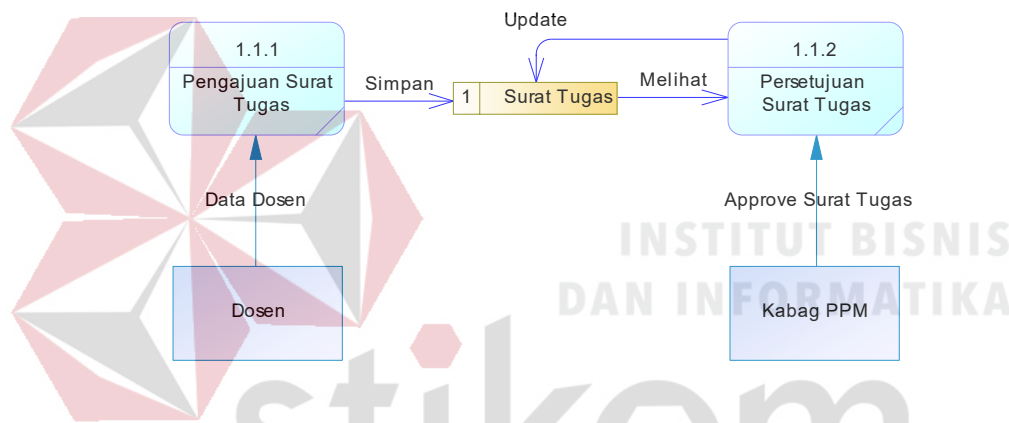 Update
1.1.1
Pengajuan Surat
Tugas
Simpan
1 Surat Tugas
Melihat
1.1.2
Persetujuan
Surat Tugas
Data Dosen
Approve Surat Tugas
INSTITUT BISNIS
DAN INFORMATIKA
Dosen
Kabag PPM
stikom